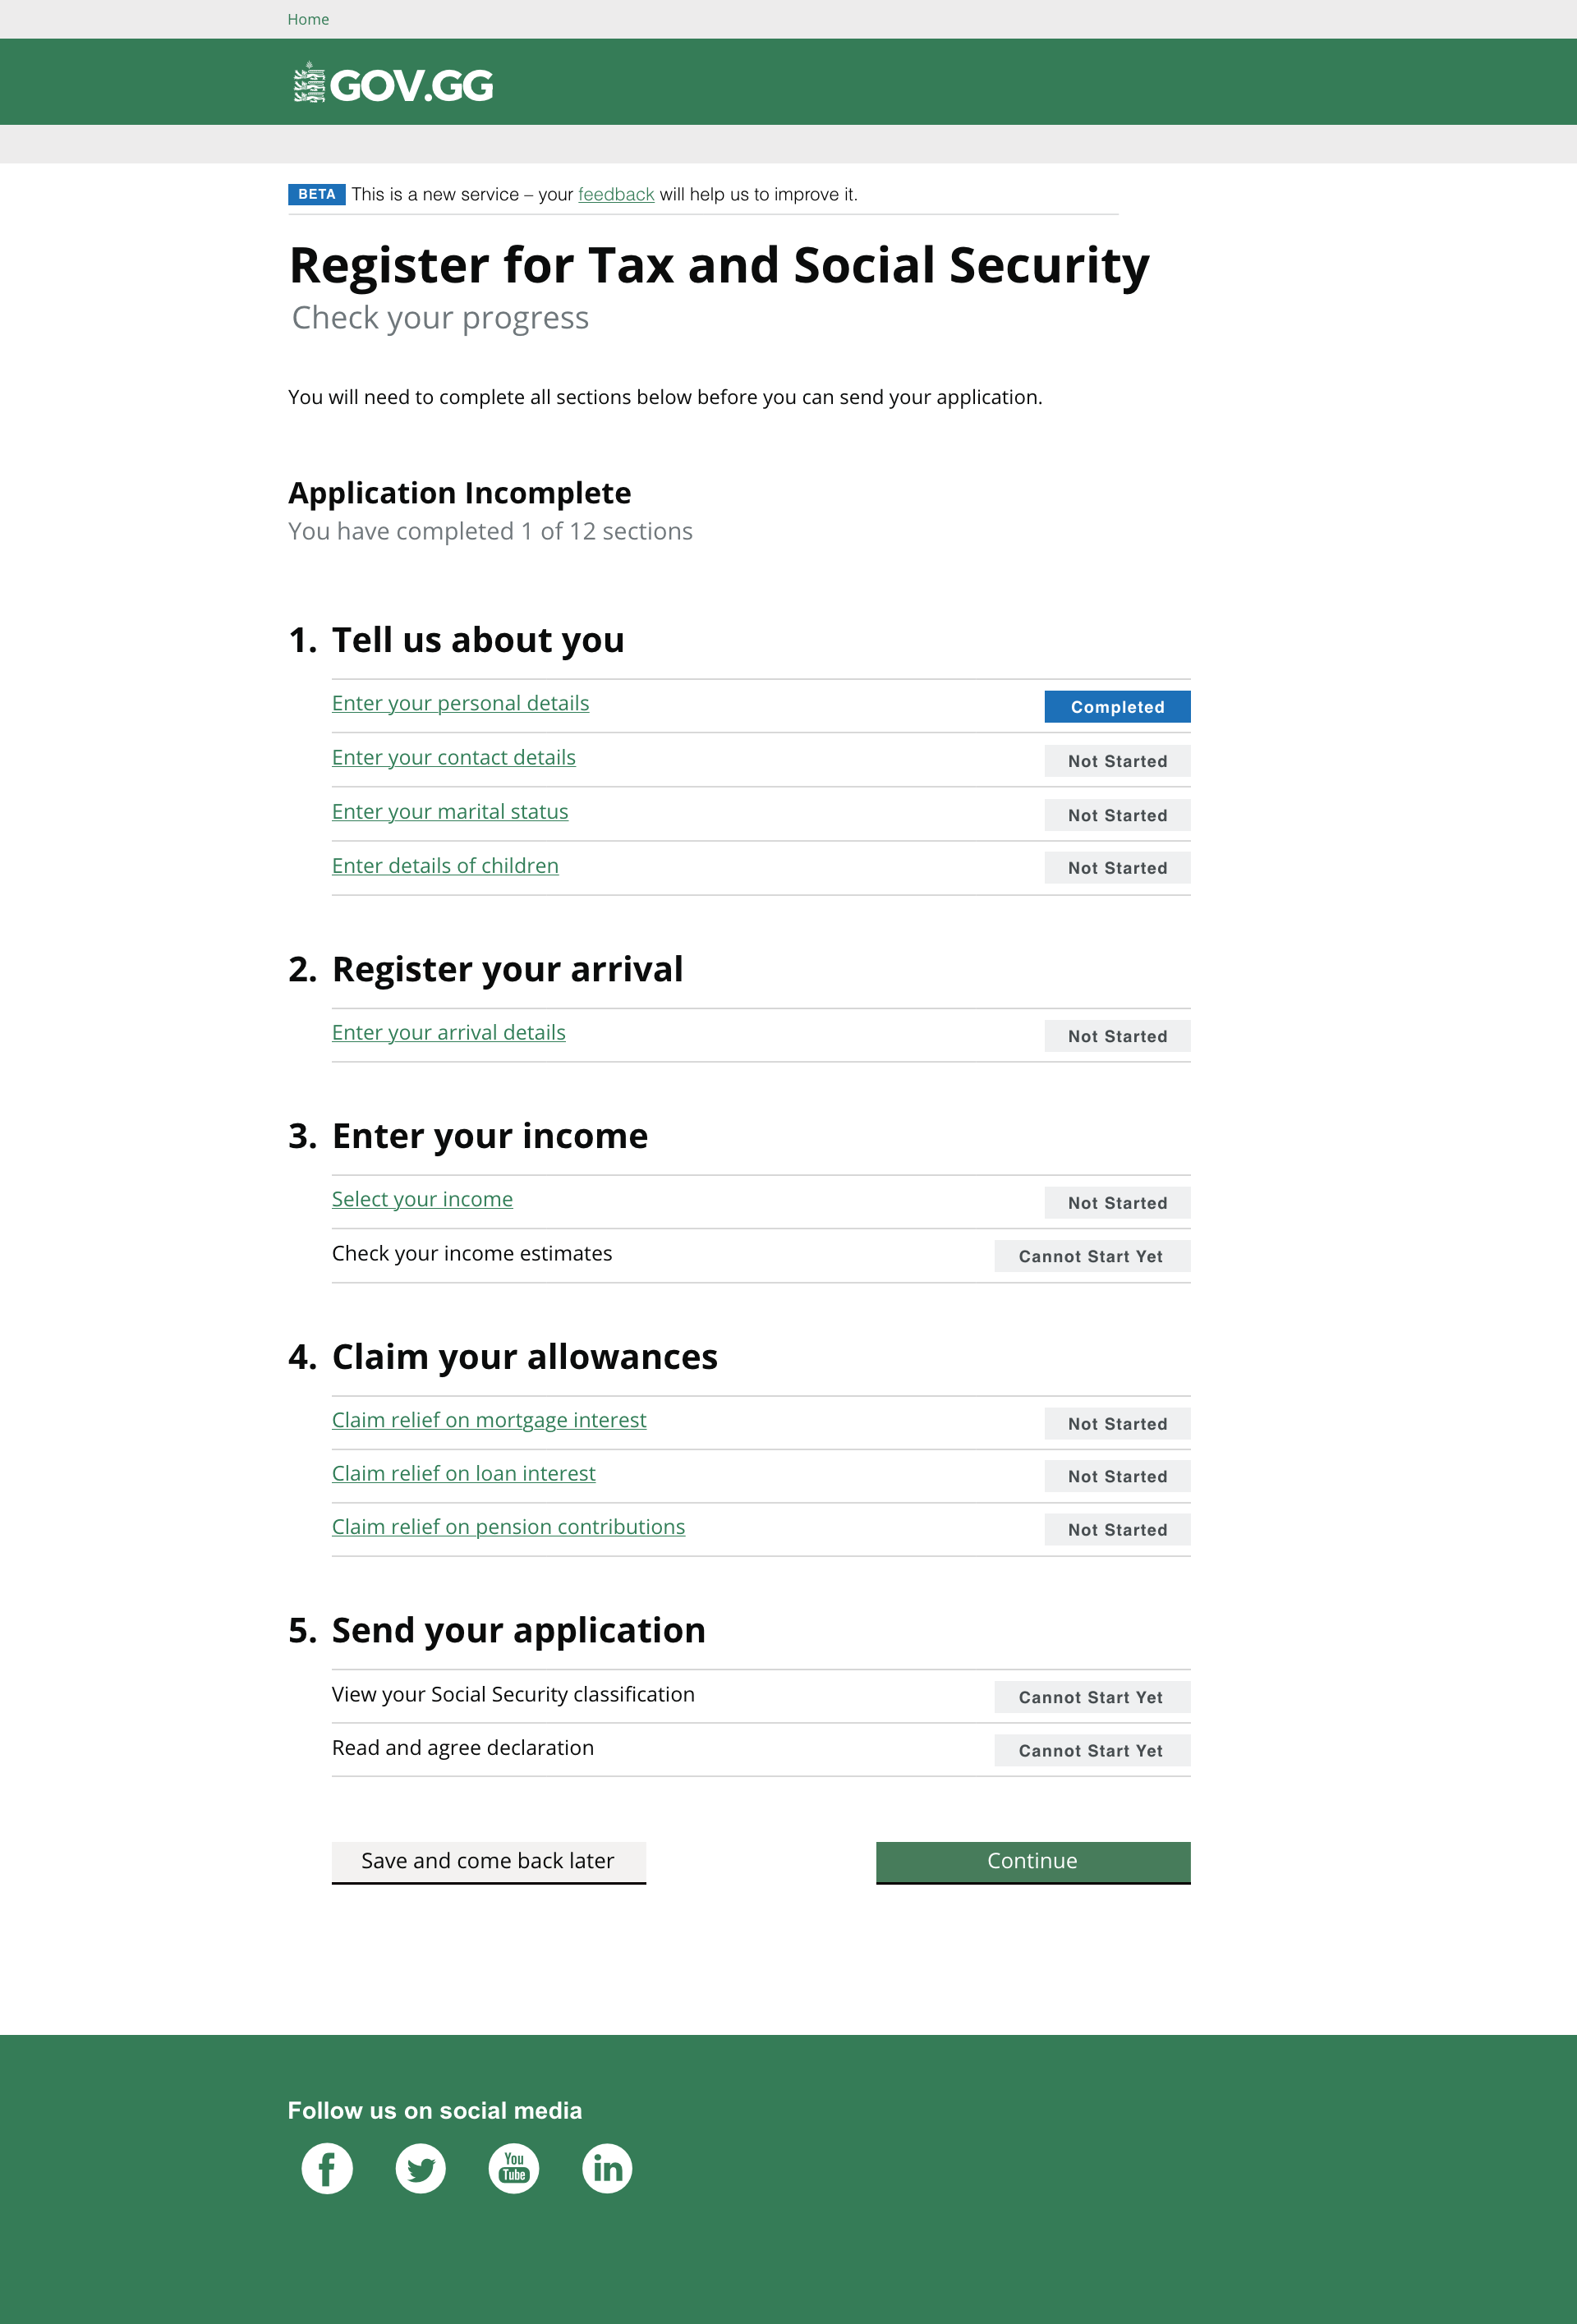 Home
GOV.GG
BETA This is a new service – your feedback will help us to improve it.
Register for Tax and Social Security
Check your progress
You will need to complete all sections below before you can send your application.
Application Incomplete
You have completed 1 of 12 sections
1. Tell us about you
Enter your personal details Completed
Enter your contact details Not Started
Enter your marital status Not Started
Enter details of children Not Started
2. Register your arrival
Enter your arrival details Not Started
3. Enter your income
Select your income Not Started
Check your income estimates Cannot Start Yet
4. Claim your allowances
Claim relief on mortgage interest Not Started
Claim relief on loan interest Not Started
Claim relief on pension contributions Not Started
5. Send your application
View your Social Security classification Cannot Start Yet
Read and agree declaration Cannot Start Yet
Save and come back later Continue
Follow us on social media
You
Tube
in